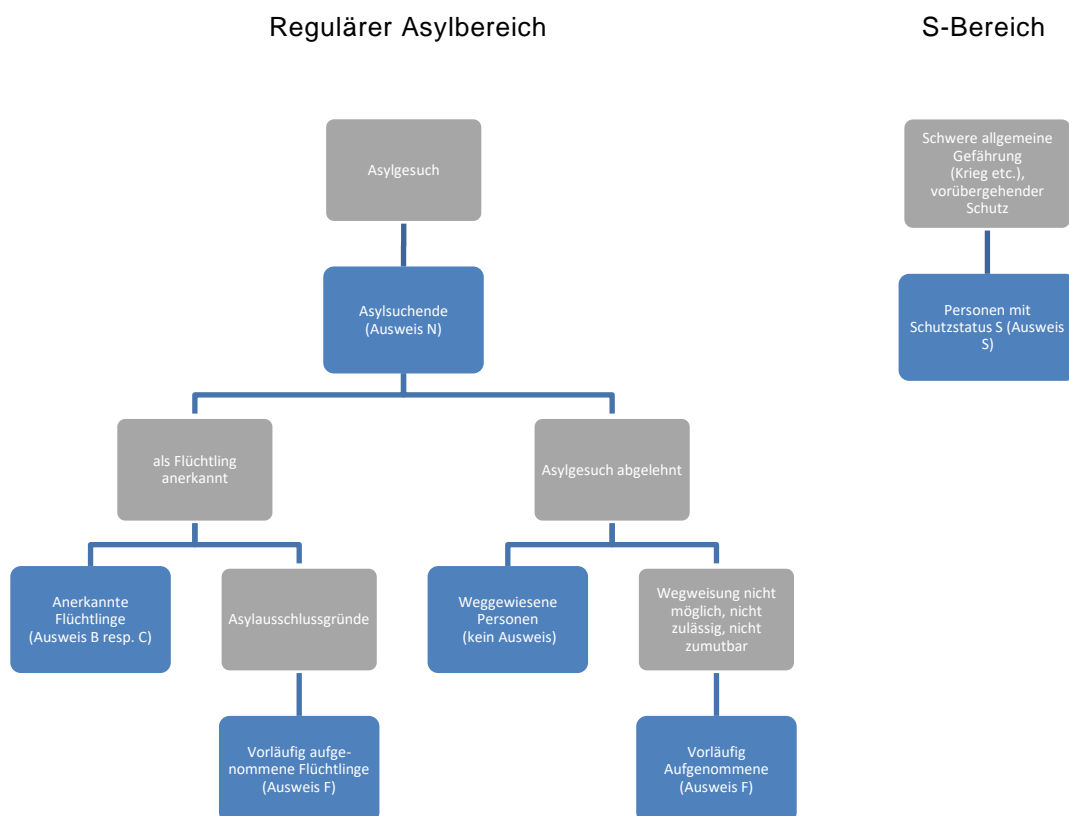 Regulärer Asylbereich
S-Bereich
Asylgesuch
Schwere allgemeine
Gefährung
(Krieg etc.),
vorübergehender
Schutz
Asylsuchende
(Ausweis N)
Personen mit
Schutzstatus S (Ausweis
S)
als Flüchtling
anerkannt
Asylgesuch abgelehnt
Anerkannte
Flüchtlinge
(Ausweis B resp. C)
Asylausschlussgründe
Weggewiesene
Personen
(kein Ausweis)
Wegweisung nicht
möglich, nicht
zulässig, nicht
zumutbar
Vorläufig aufge-
nommene Flüchtlinge
(Ausweis F)
Vorläufig
Aufgenommene
(Ausweis F)